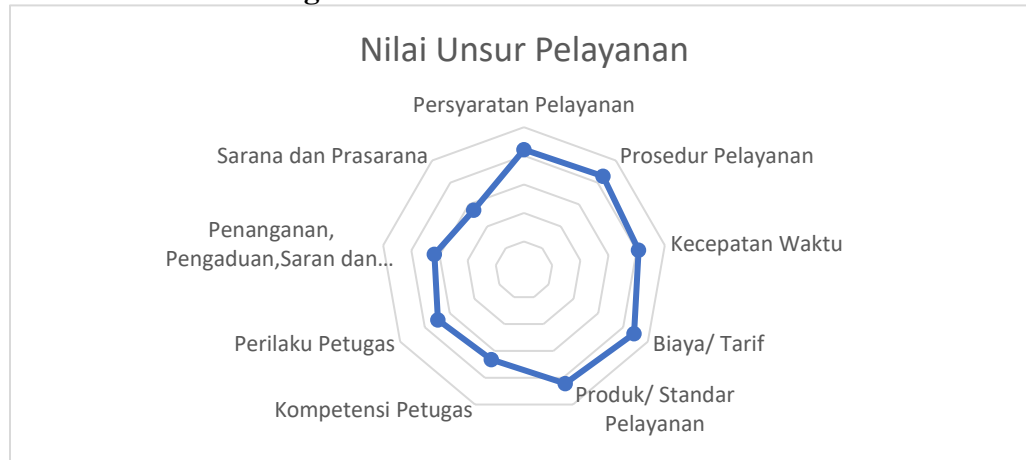 Nilai Unsur Pelayanan
Persyaratan Pelayanan
Prosedur Pelayanan
Kecepatan Waktu
Biaya/ Tarif
Produk/ Standar
Pelayanan
Kompetensi Petugas
Perilaku Petugas
Penanganan,
Pengaduan,Saran dan...
Sarana dan Prasarana